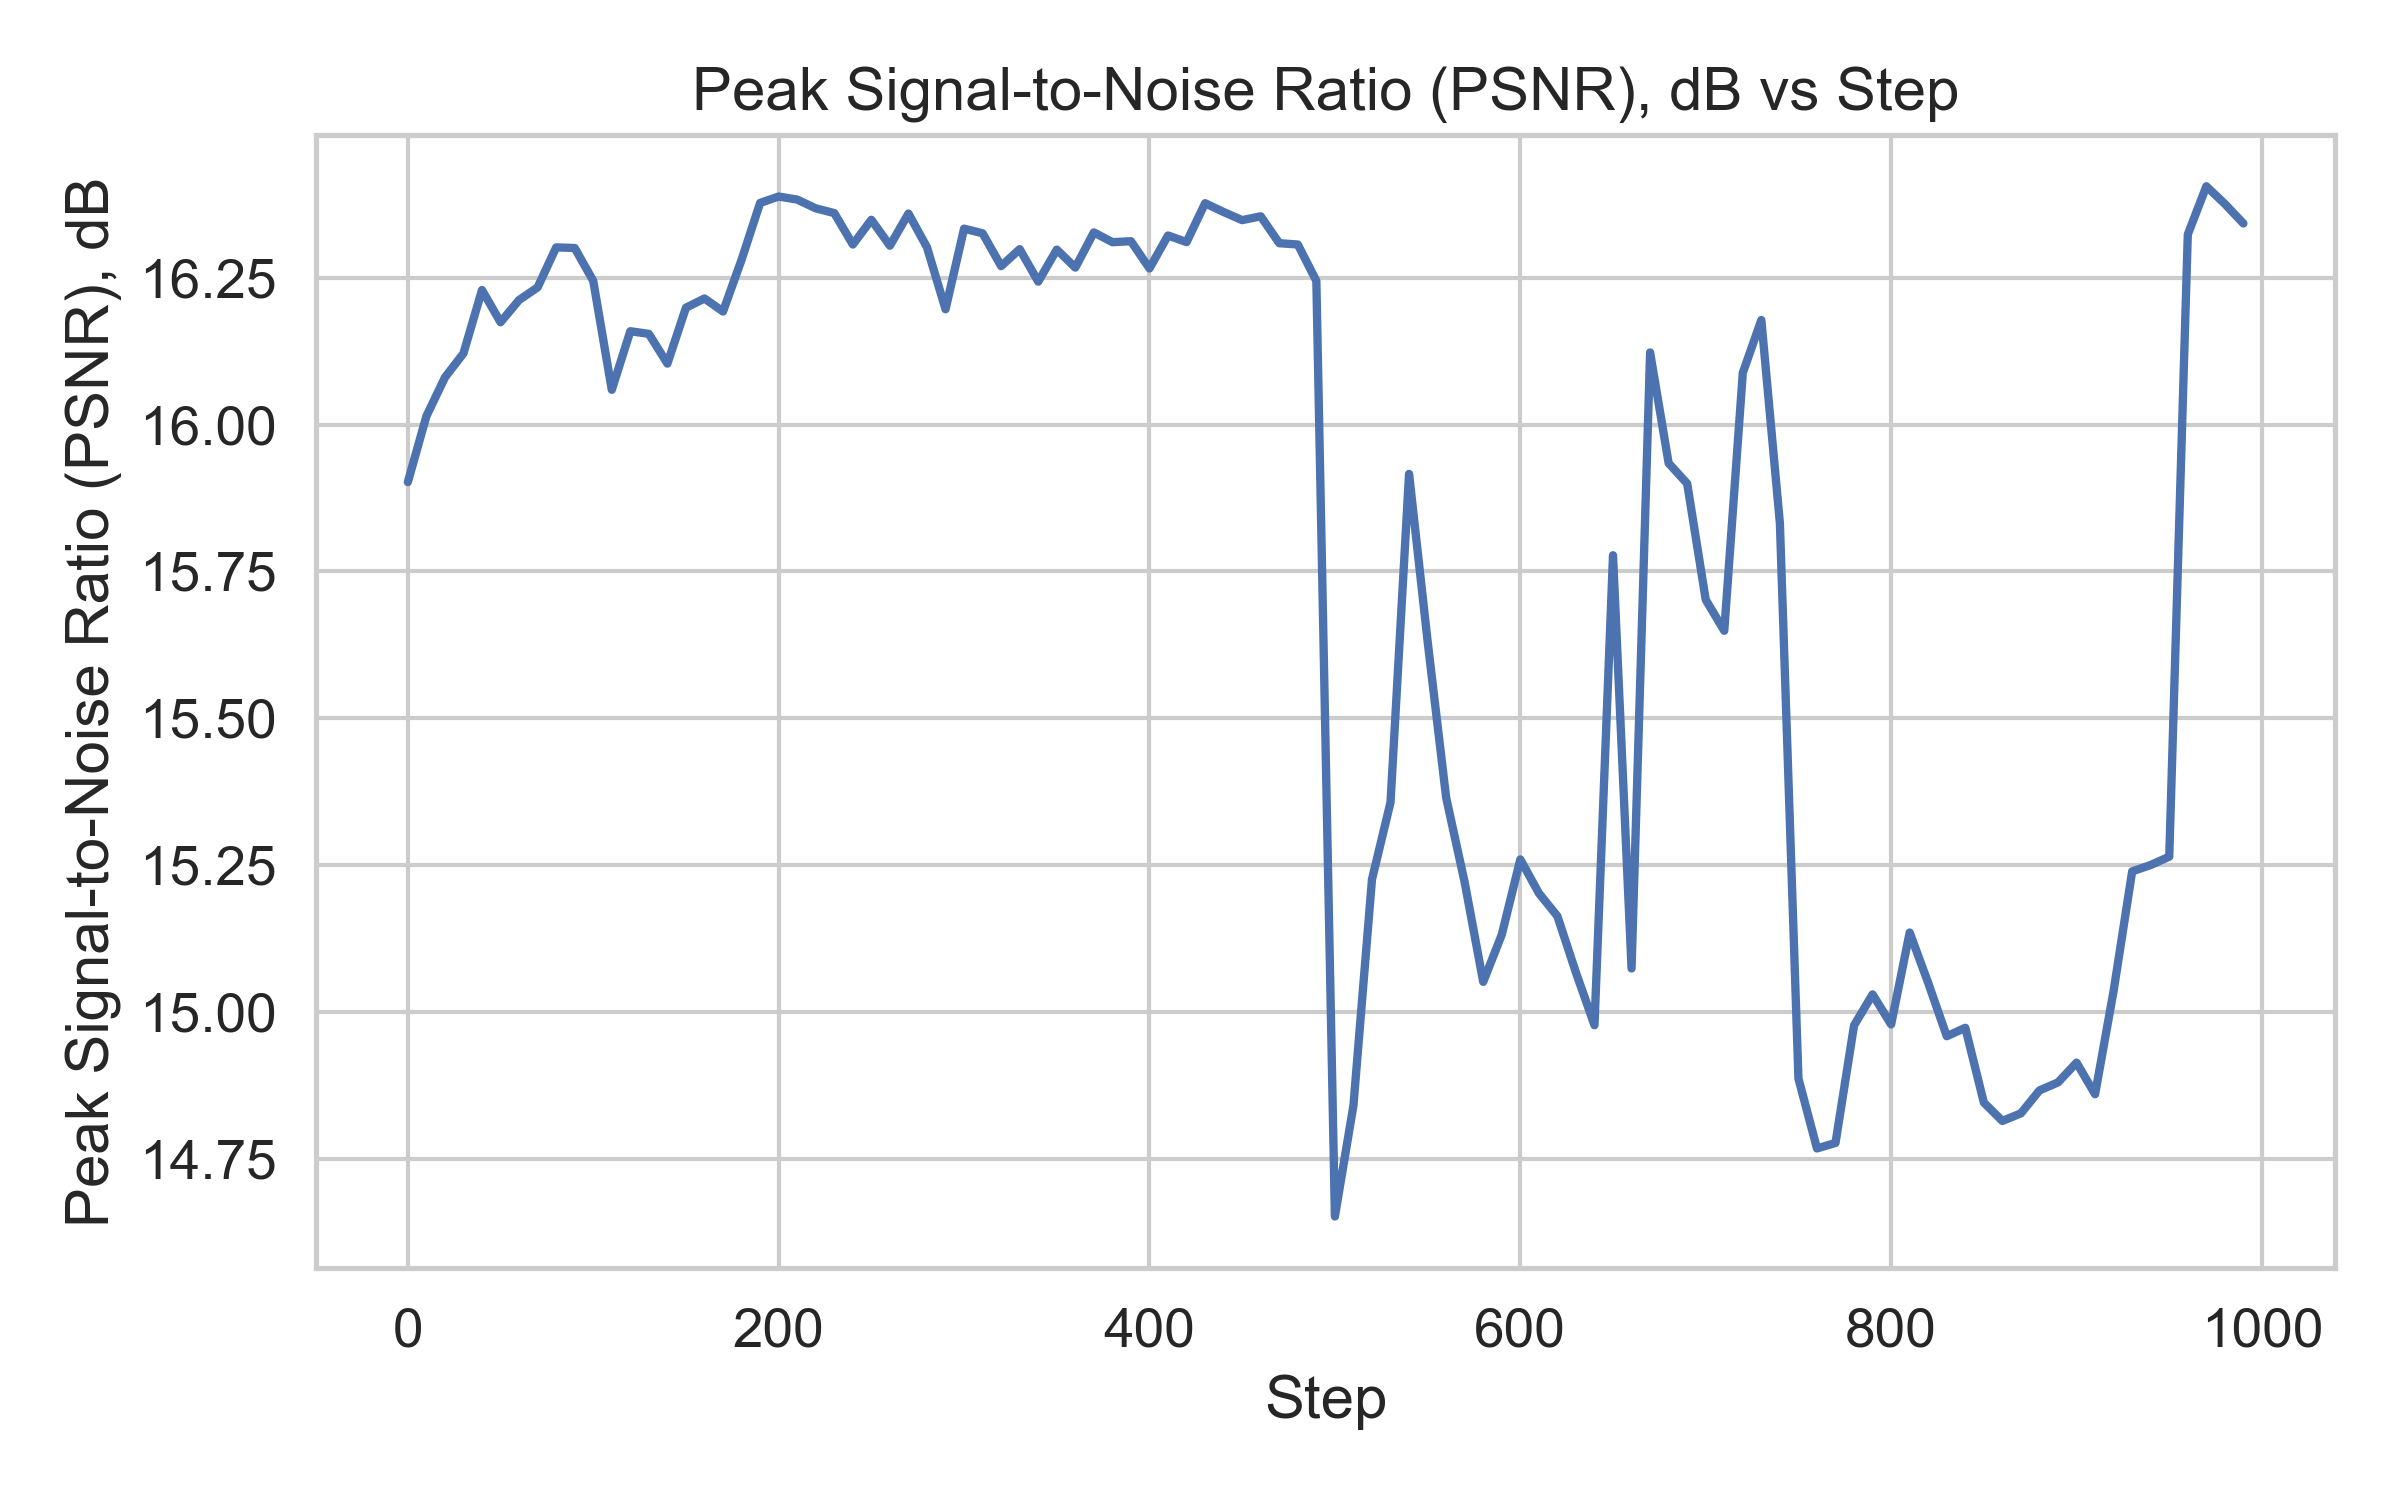 Peak Signal-to-Noise Ratio (PSNR), dB vs Step
Peak Signal-to-Noise Ratio (PSNR), dB
16.25
16.00
15.75
15.50
15.25
15.00
14.75
0 200 400 600 800 1000
Step